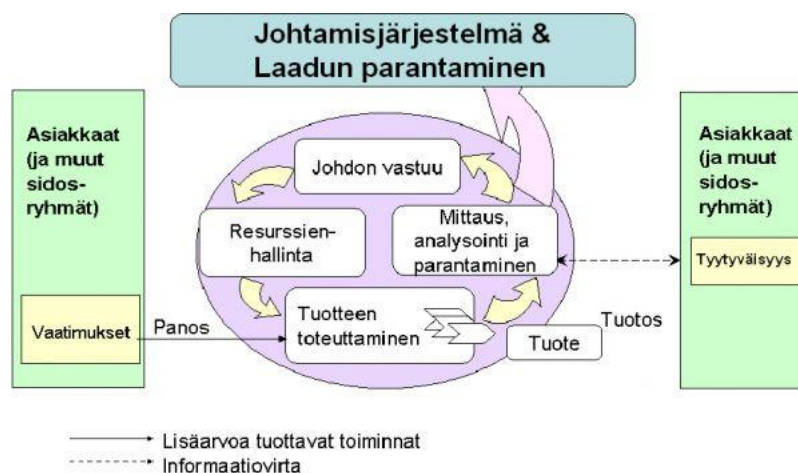 Johtamisjärjestelmä &
Laadun parantaminen
Asiakkaat
(ja muut
sidos-
ryhmät)
Vaatimukset
Panos
Johdon vastuu
Resurssien-
hallinta
Mittaus,
analysointi ja
parantaminen
Tuotteen
toteuttaminen
Tuote
Tuotos
Asiakkaat
(ja muut
sidos-
ryhmät)
Tyytyväisyys
Lisäarvoa tuottavat toiminnat
Informaatiovirta